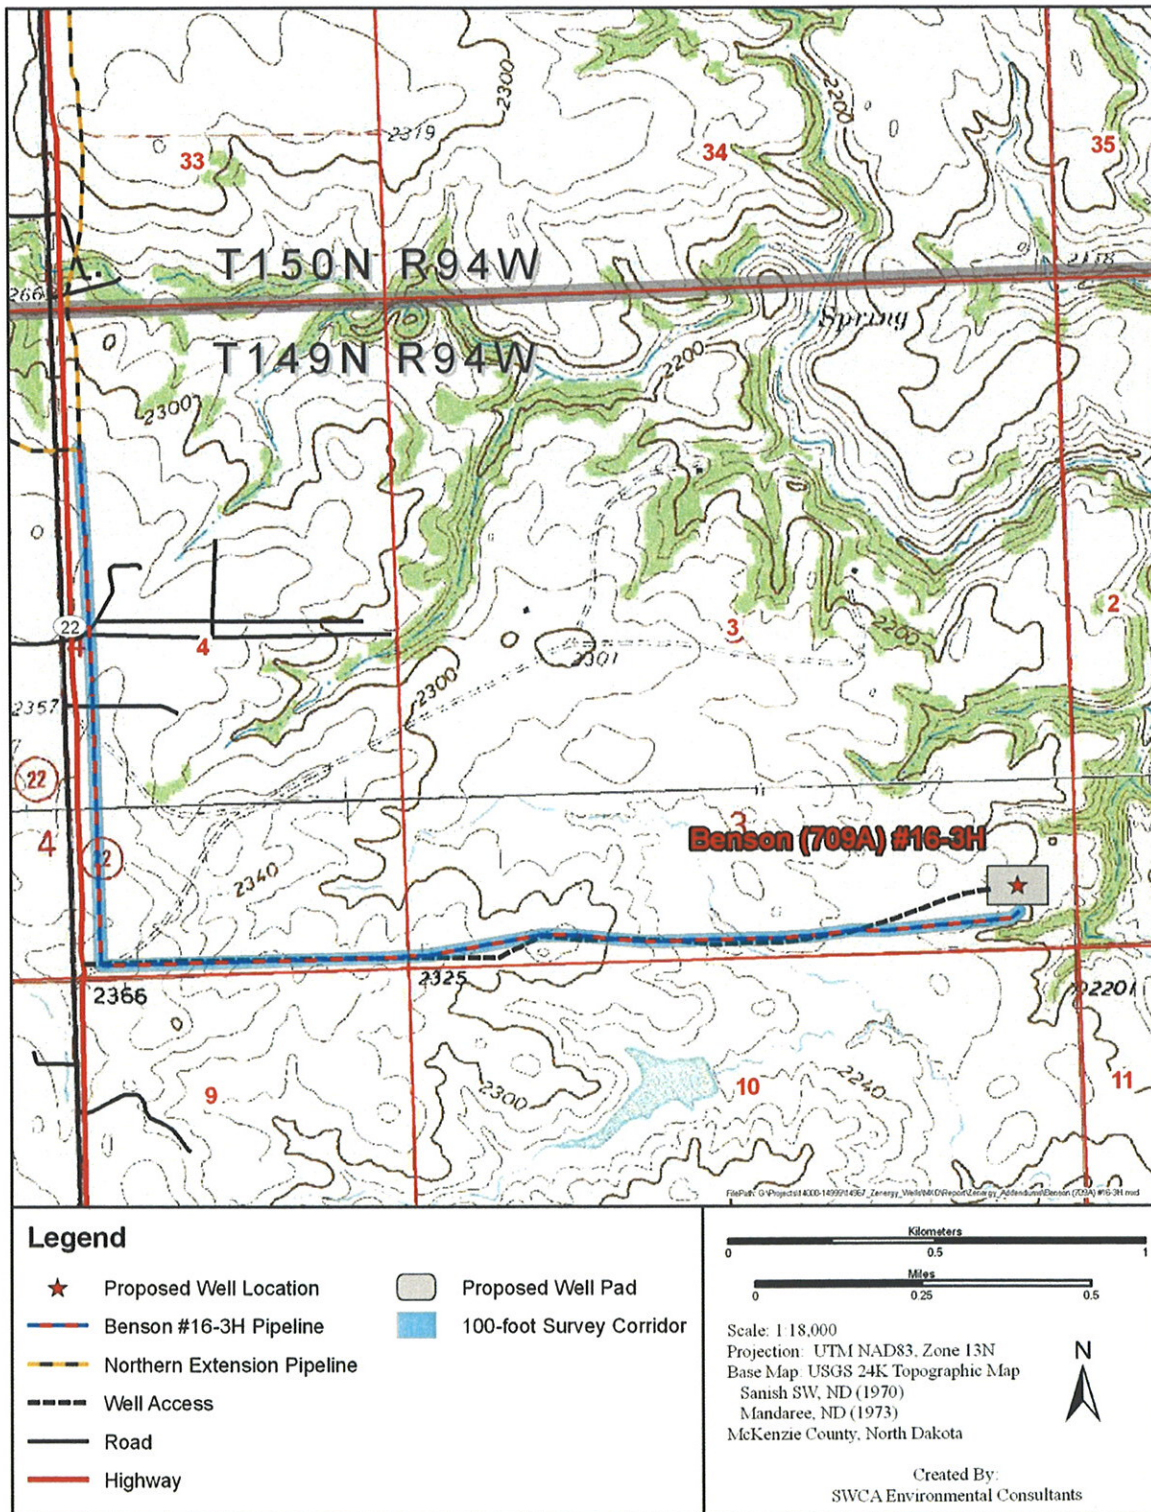 2300
2200
2319
33
34
35
T150N R94W
2158
266
Spring
T149N R94W
2200
2300
22
4
3
2
2200
2301
2300
2357
22
4
3
Benson (709A) #16-3H
2340
2366
2325
2201
9
10
11
2300
2240
Legend
Proposed Well Location
Benson #16-3H Pipeline
Northern Extension Pipeline
Well Access
Road
Highway
Proposed Well Pad
100-foot Survey Corridor
Kilometers
0 0.5 1
Miles
0 0.25 0.5
Scale: 1:18,000
Projection: UTM NAD83, Zone 13N
Base Map: USGS 24K Topographic Map
Sanish SW, ND (1970)
Mandaree, ND (1973)
McKenzie County, North Dakota
N
Created By:
SWCA Environmental Consultants